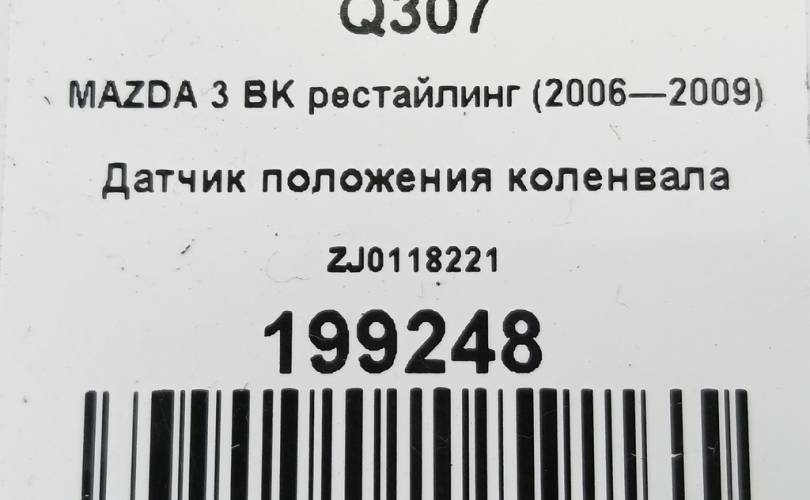 Q307
MAZDA 3 BK рестайлинг (2006—2009)
Датчик положения коленвала
ZJ0118221
199248